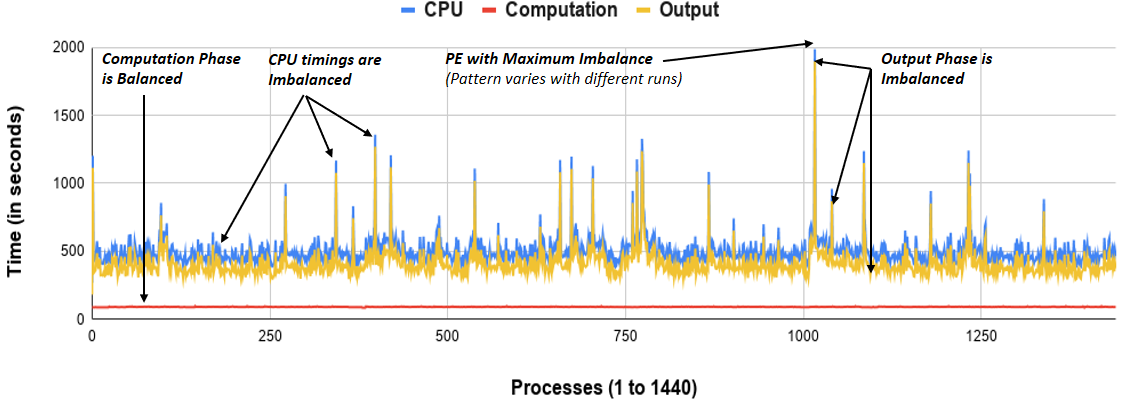 CPU Computation Output
Time (in seconds)
2000
1500
1000
500
0
Computation Phase
is Balanced
CPU timings are
Imbalanced
PE with Maximum Imbalance
(Pattern varies with different runs)
Output Phase is
Imbalanced
0 250 500 750 1000 1250
Processes (1 to 1440)